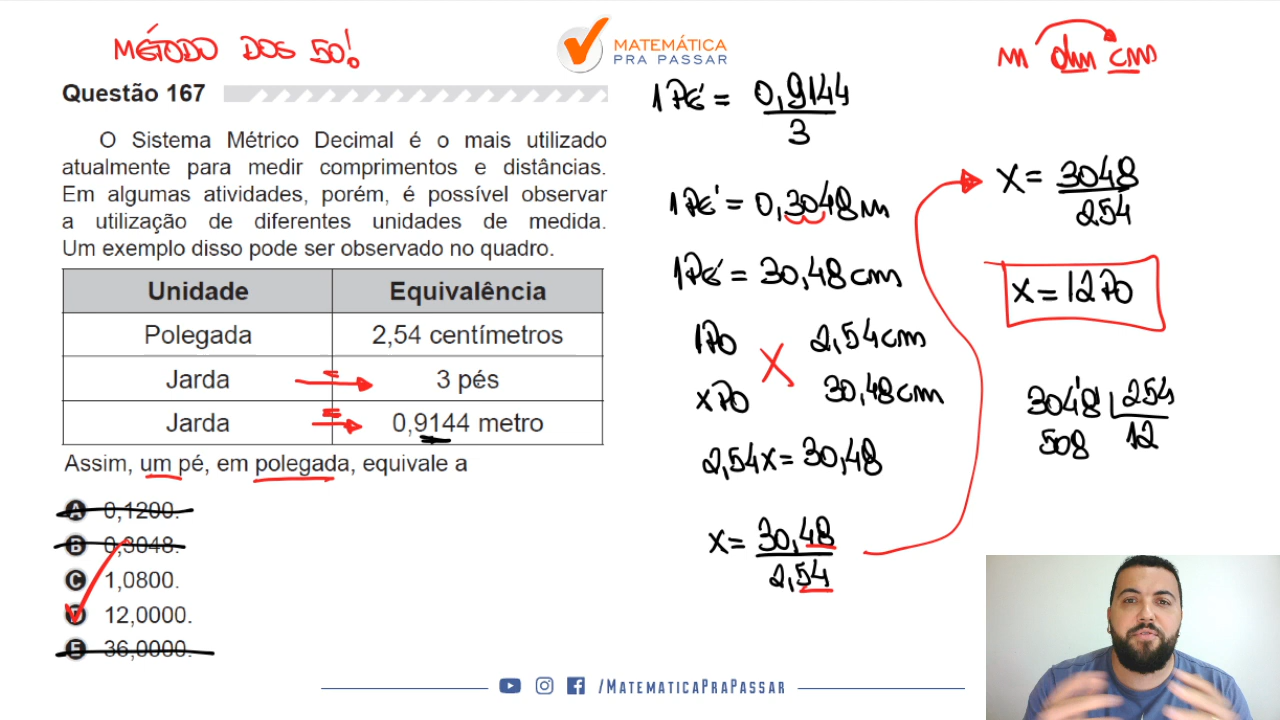 MÉTODO DOS 50!
MATEMÁTICA
PRA PASSAR
Questão 167
O Sistema Métrico Decimal é o mais utilizado
atualmente para medir comprimentos e distâncias.
Em algumas atividades, porém, é possível observar
a utilização de diferentes unidades de medida.
Um exemplo disso pode ser observado no quadro.
Unidade Equivalência
Polegada 2,54 centímetros
Jarda 3 pés
Jarda 0,9144 metro
Assim, um pé, em polegada, equivale a
A 0,1200.
B 0,3048.
C 1,0800.
D 12,0000.
E 36,0000.
1 PÉ = 0,9144
3
1 PÉ = 0,3048 m
1 PÉ = 30,48 cm
1 PO 2,54 cm
x PO 30,48 cm
2,54x = 30,48
x = 30,48
2,54
m dm cm
x = 3048
254
x = 12 PO
3048 254
508 12
/MatematicaPraPassar